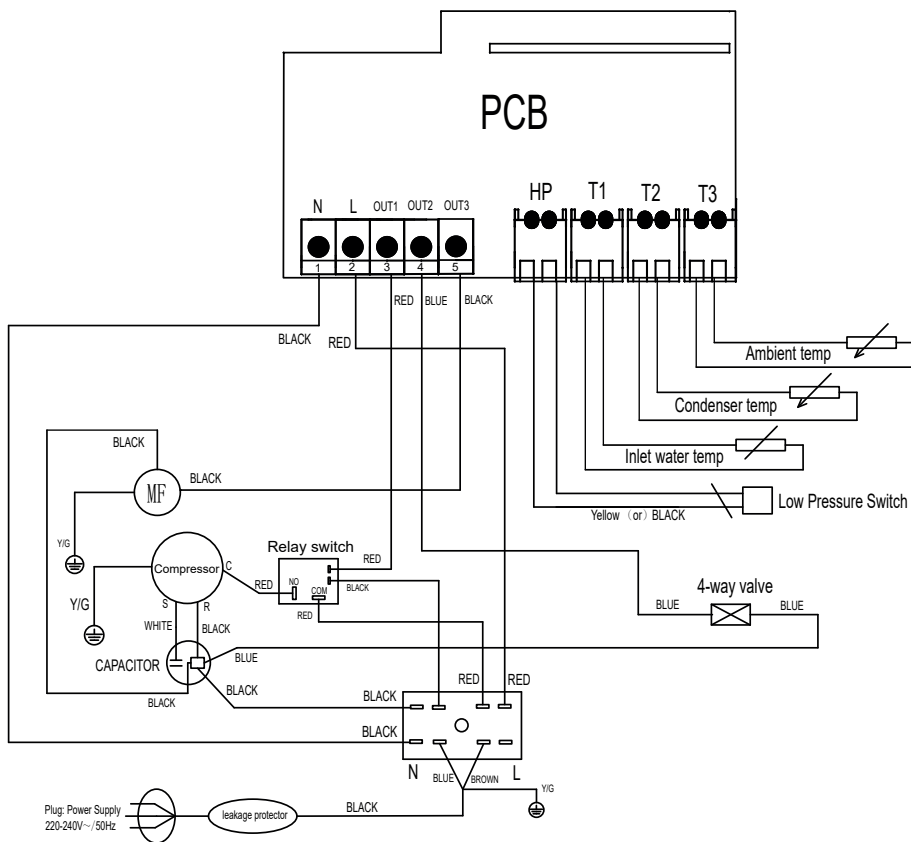 PCB
HP T1 T2 T3
N L OUT1 OUT2 OUT3
1 2 3 4 5
RED BLUE BLACK
BLACK RED
Ambient temp
Condenser temp
BLACK
Inlet water temp
BLACK
MF
Low Pressure Switch
Yellow （or）BLACK
Y/G
Relay switch
RED
Compressor C
RED NO BLACK
COM
4-way valve
Y/G S R
RED
BLUE BLUE
WHITE BLACK
BLUE
CAPACITOR
RED RED
BLACK BLACK BLACK
BLACK
N BLUE BROWN L
Y/G
BLACK
Plug: Power Supply
220-240V～/50Hz
leakage protector